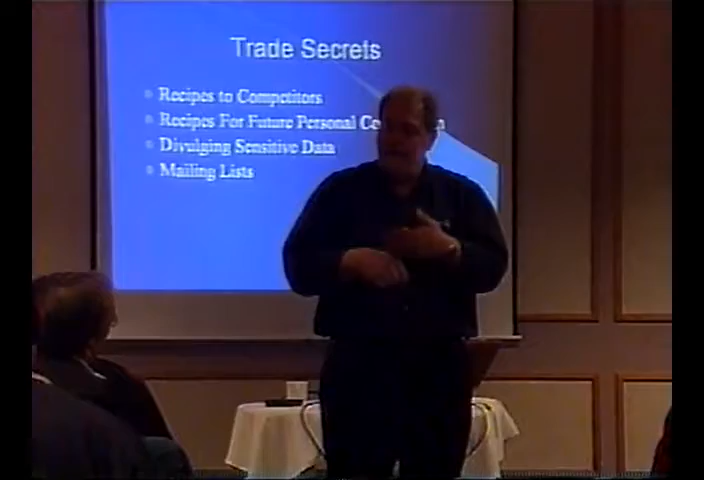 Trade Secrets
Recipes to Competitors
Recipes For Future Personal
Divulging Sensitive Data
Mailing Lists